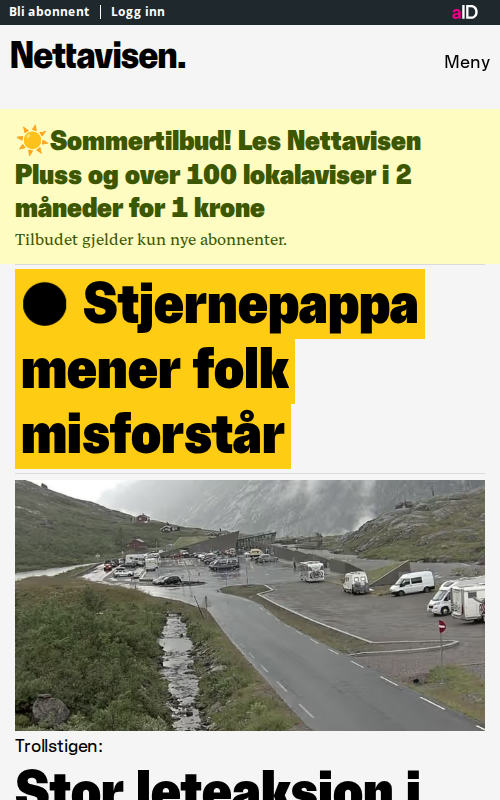 Bli abonnent | Logg inn
aID
Nettavisen.
Meny
☀️Sommertilbud! Les Nettavisen
Pluss og over 100 lokalaviser i 2
måneder for 1 krone
Tilbudet gjelder kun nye abonnenter.
● Stjernepappa
mener folk
misforstår
Trollstigen:
Stor leteaksjon i